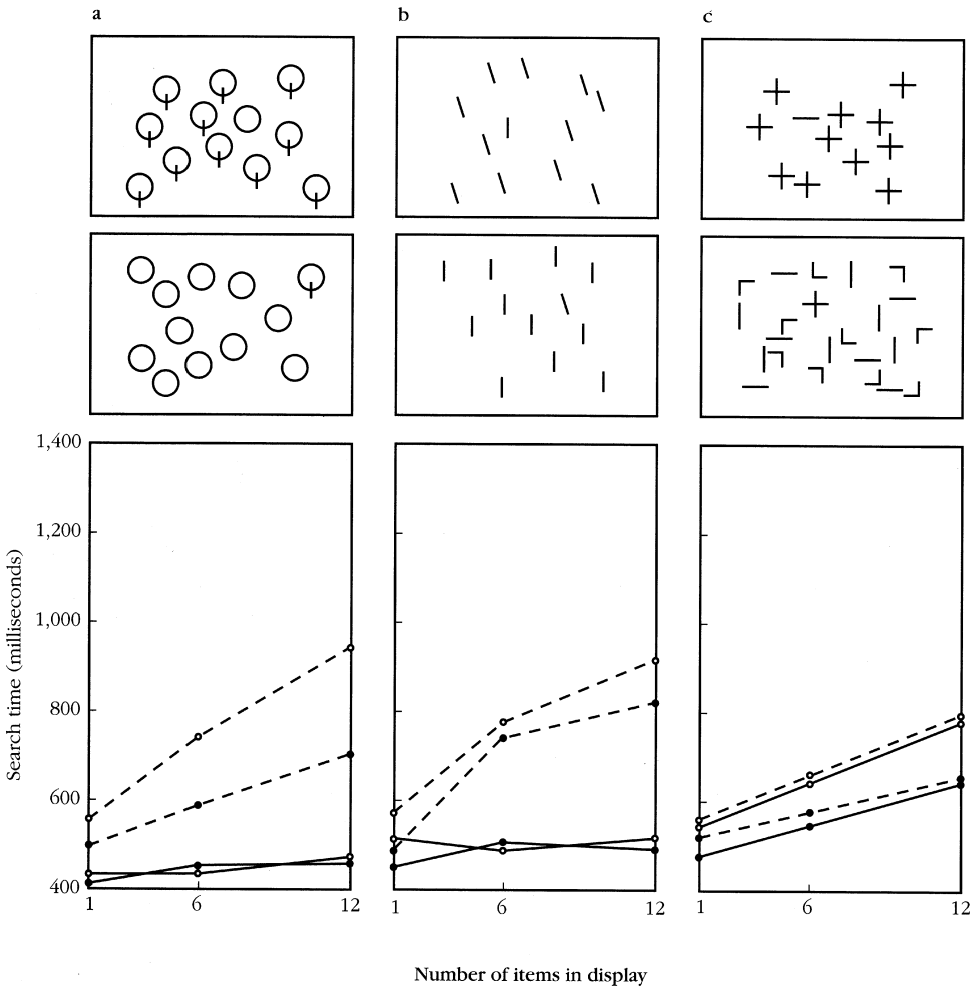 a
b
c
1,400
1,200
1,000
800
600
400
Search time (milliseconds)
1 6 12
1 6 12
1 6 12
Number of items in display